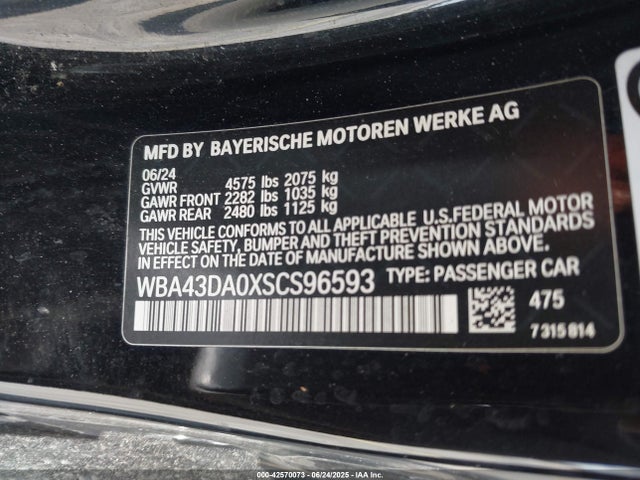 MFD BY BAYERISCHE MOTOREN WERKE AG
06/24
GVWR 4575 lbs 2075 kg
GAWR FRONT 2282 lbs 1035 kg
GAWR REAR 2480 lbs 1125 kg
THIS VEHICLE CONFORMS TO ALL APPLICABLE U.S.FEDERAL MOTOR
VEHICLE SAFETY, BUMPER AND THEFT PREVENTION STANDARDS
IN EFFECT ON THE DATE OF MANUFACTURE SHOWN ABOVE.
WBA43DA0XSCS96593 TYPE: PASSENGER CAR
475
7315814
000-42570073 - 06/24/2025 - IAA Inc.